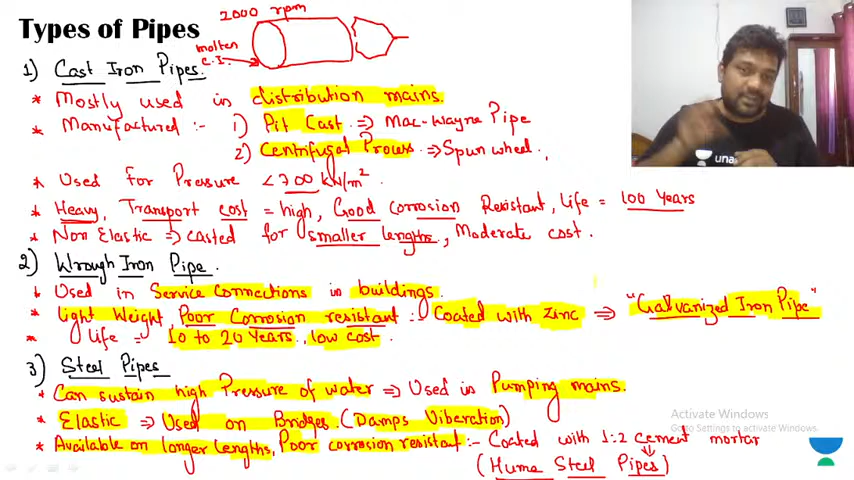 2000 rpm
Types of Pipes
molten
C.I.
1) Cast Iron Pipes.
* Mostly used in distribution mains.
* Manufactured :- 1) Pit Cast ⇒ Mac-Wayne Pipe
2) Centrifugal Process ⇒ Spun wheel.
* Used for Pressure < 700 kN/m²
* Heavy, Transport cost = high, Good Corrosion Resistant, Life = 100 Years
* Non Elastic ⇒ casted for smaller lengths, Moderate cost.
2) Wrough Iron Pipe.
* Used in Service Connections in buildings.
* Light Weight, Poor Corrosion resistant :- Coated with Zinc ⇒ "Galvanized Iron Pipe"
* Life = 10 to 20 Years, low cost.
3) Steel Pipes
* Can sustain high Pressure of water ⇒ Used in Pumping mains.
* Elastic ⇒ Used on Bridges. (Damps Viberation)
* Available on longer lengths, Poor corrosion resistant :- Coated with 1:2 cement mortar
(Hume Steel Pipes)
una
Activate Windows
Go to Settings to activate Windows.